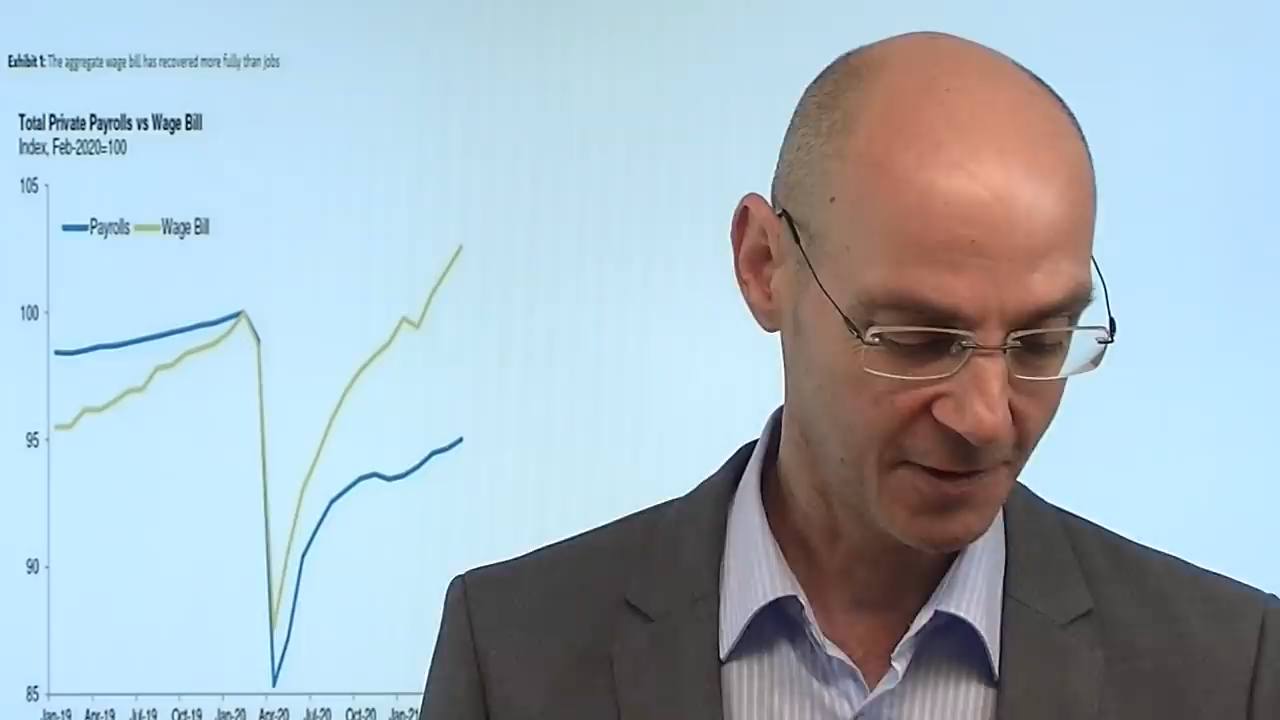 Exhibit 1: The aggregate wage bill has recovered more fully than jobs
Total Private Payrolls vs Wage Bill
Index, Feb-2020=100
105
Payrolls Wage Bill
100
95
90
85
Jan-19 Apr-19 Jul-19 Oct-19 Jan-20 Apr-20 Jul-20 Oct-20 Jan-21